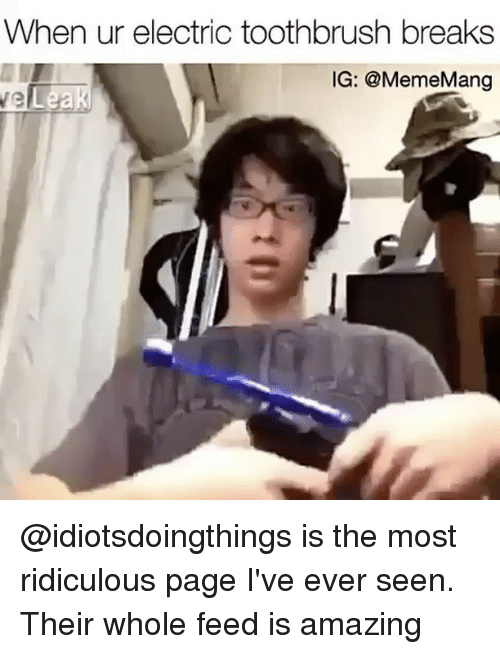 When ur electric toothbrush breaks
IG: @MemeMang
veLeak
@idiotsdoingthings is the most
ridiculous page I've ever seen.
Their whole feed is amazing